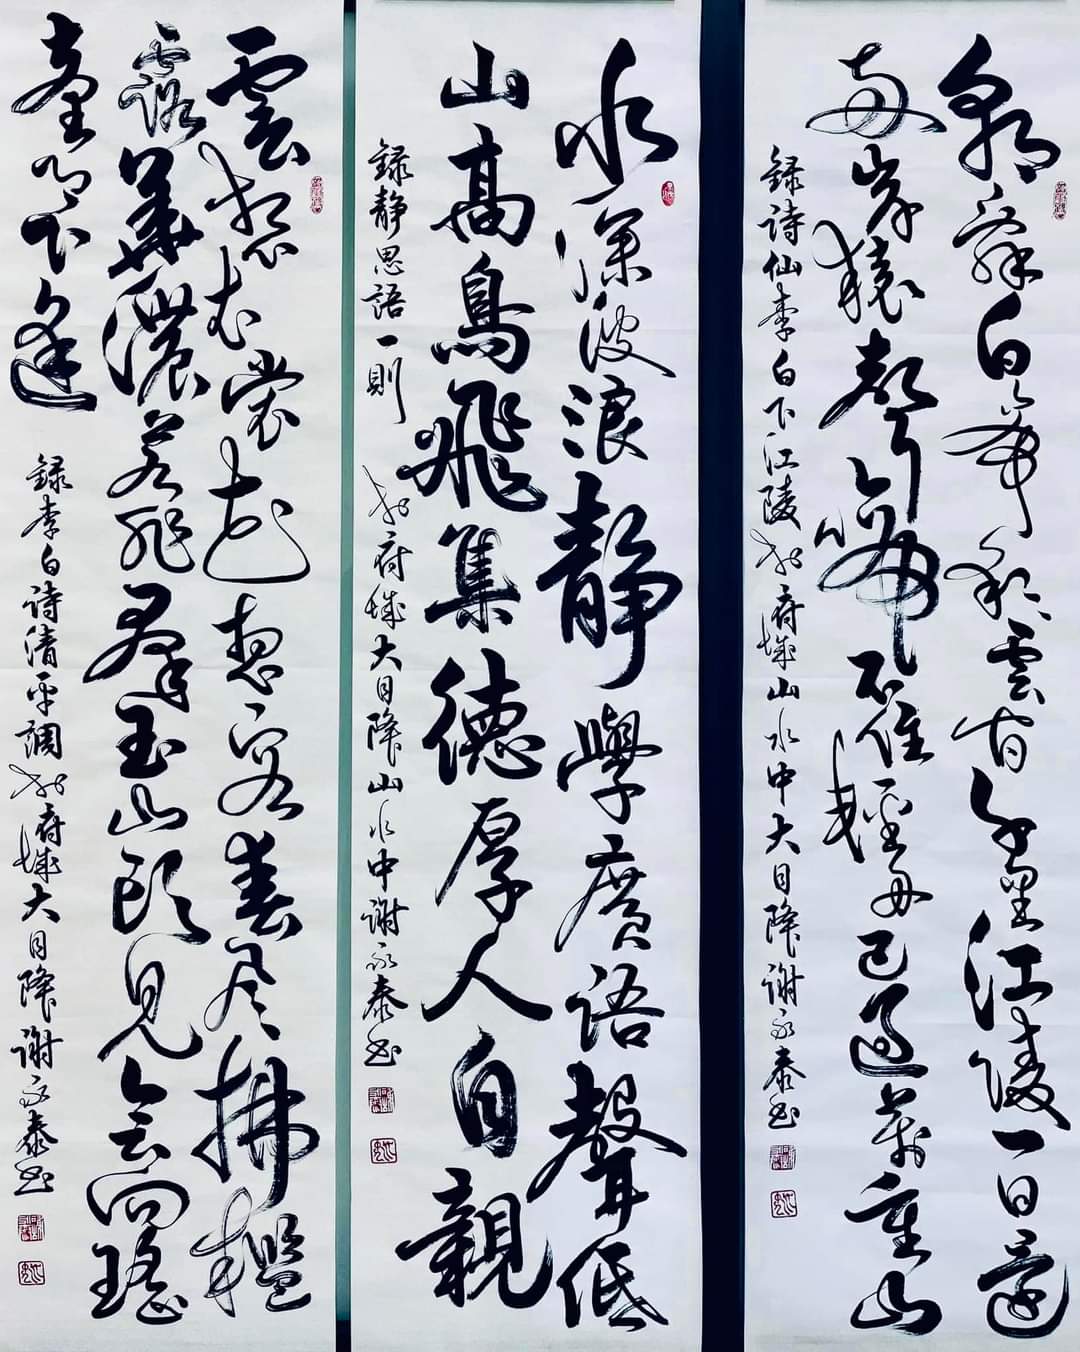 朝辭白帝彩雲間千里江陵一日還
兩岸猿聲啼不住輕舟已過萬重山
録詩仙李白下江陵於府城山水中大目降謝永泰書
水深波浪静學廣語聲低
山高鳥飛集德厚人自親
録静思語一則 於府城大目降山水中謝永泰書
雲想衣裳花想容春風拂檻
露華濃若非羣玉山頭見會向瑤
臺月下逢 録李白詩清平調於府城大目降謝永泰書